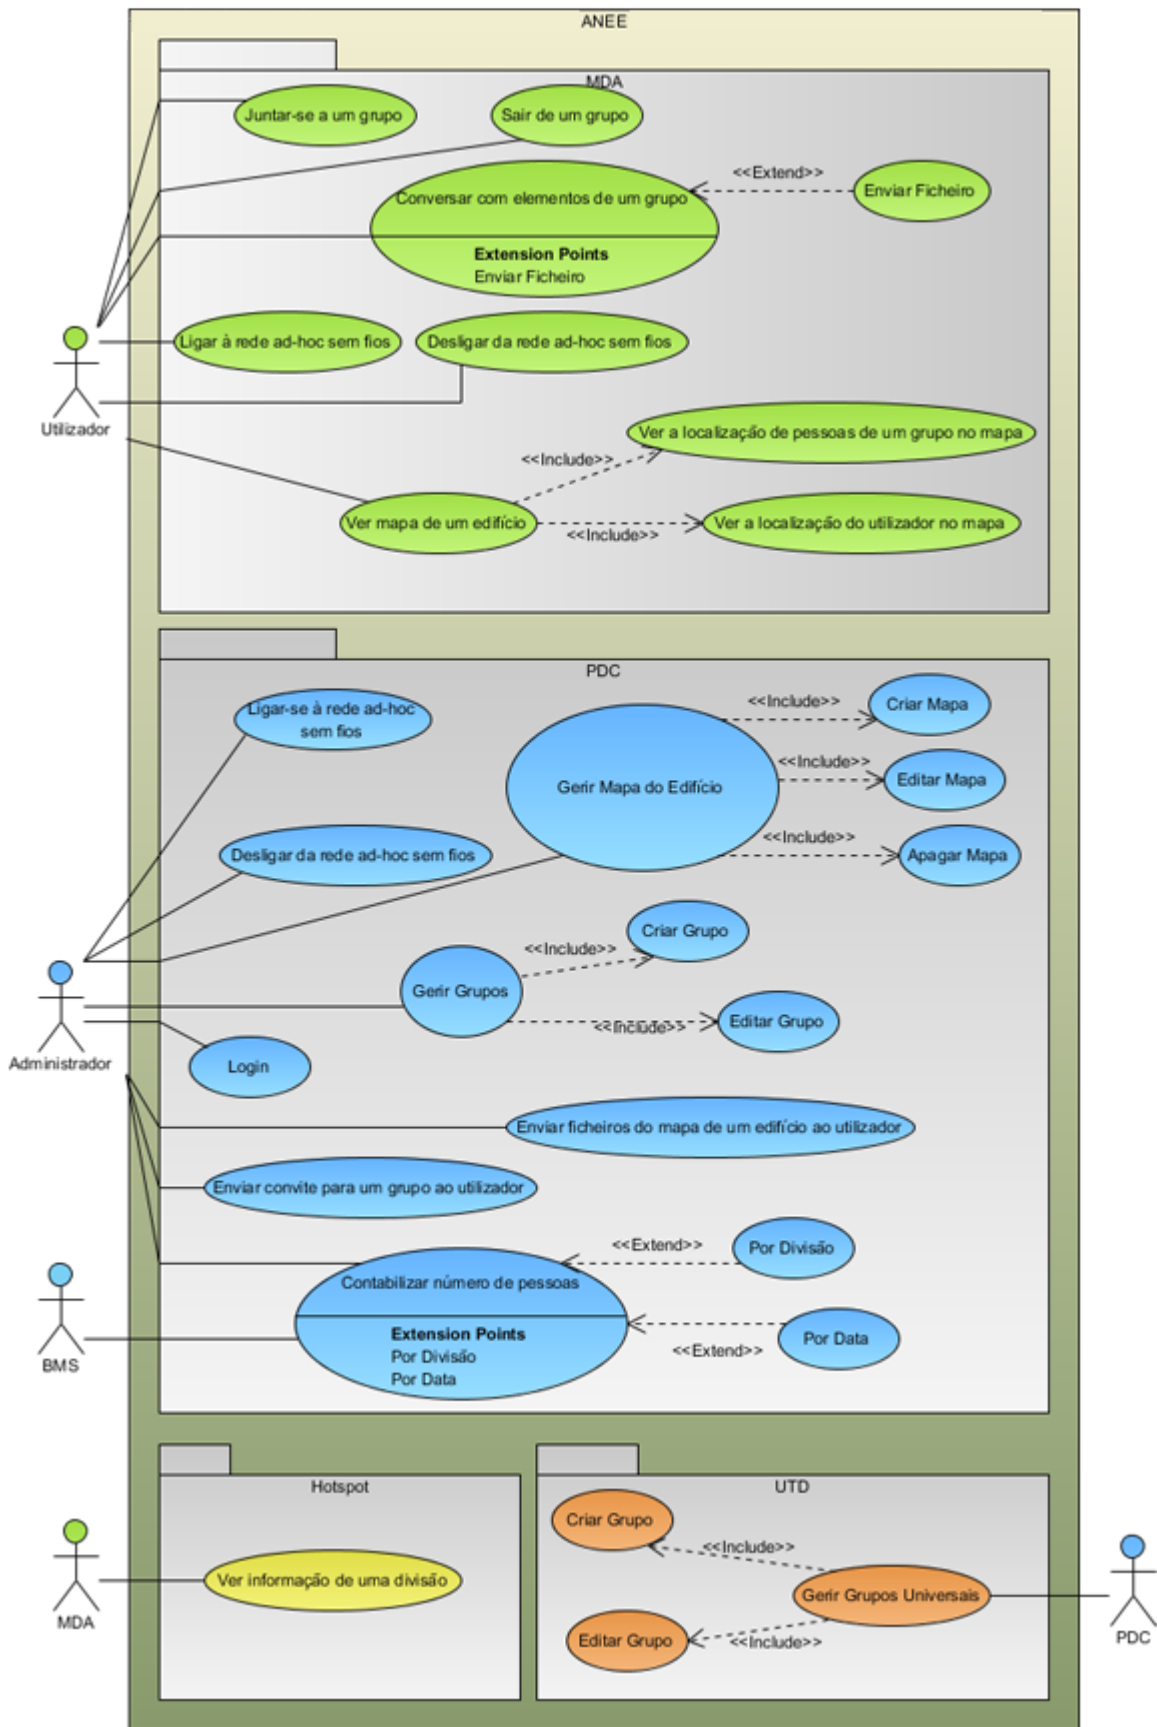 ANEE
MDA
Juntar-se a um grupo
Sair de um grupo
Conversar com elementos de um grupo
Extension Points
Enviar Ficheiro
<<Extend>>
Enviar Ficheiro
Ligar à rede ad-hoc sem fios
Desligar da rede ad-hoc sem fios
Utilizador
Ver a localização de pessoas de um grupo no mapa
<<Include>>
Ver mapa de um edifício
<<Include>>
Ver a localização do utilizador no mapa
PDC
Ligar-se à rede ad-hoc
sem fios
Gerir Mapa do Edifício
<<Include>>
Criar Mapa
<<Include>>
Editar Mapa
<<Include>>
Apagar Mapa
Desligar da rede ad-hoc sem fios
Criar Grupo
<<Include>>
Gerir Grupos
<<Include>>
Editar Grupo
Administrador
Login
Enviar ficheiros do mapa de um edifício ao utilizador
Enviar convite para um grupo ao utilizador
<<Extend>>
Por Divisão
Contabilizar número de pessoas
Extension Points
Por Divisão
Por Data
<<Extend>>
Por Data
BMS
Hotspot
Ver informação de uma divisão
MDA
UTD
Criar Grupo
<<Include>>
Gerir Grupos Universais
Editar Grupo
<<Include>>
PDC